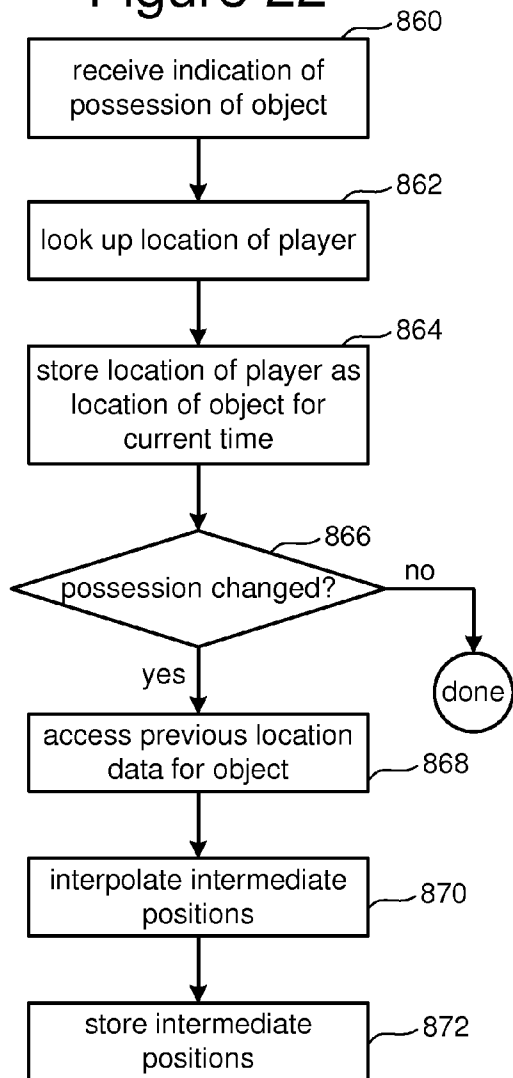 Figure 22
860
receive indication of
possession of object
862
look up location of player
864
store location of player as
location of object for
current time
866
possession changed?
no
yes
done
access previous location
data for object
868
interpolate intermediate
positions
870
store intermediate
positions
872